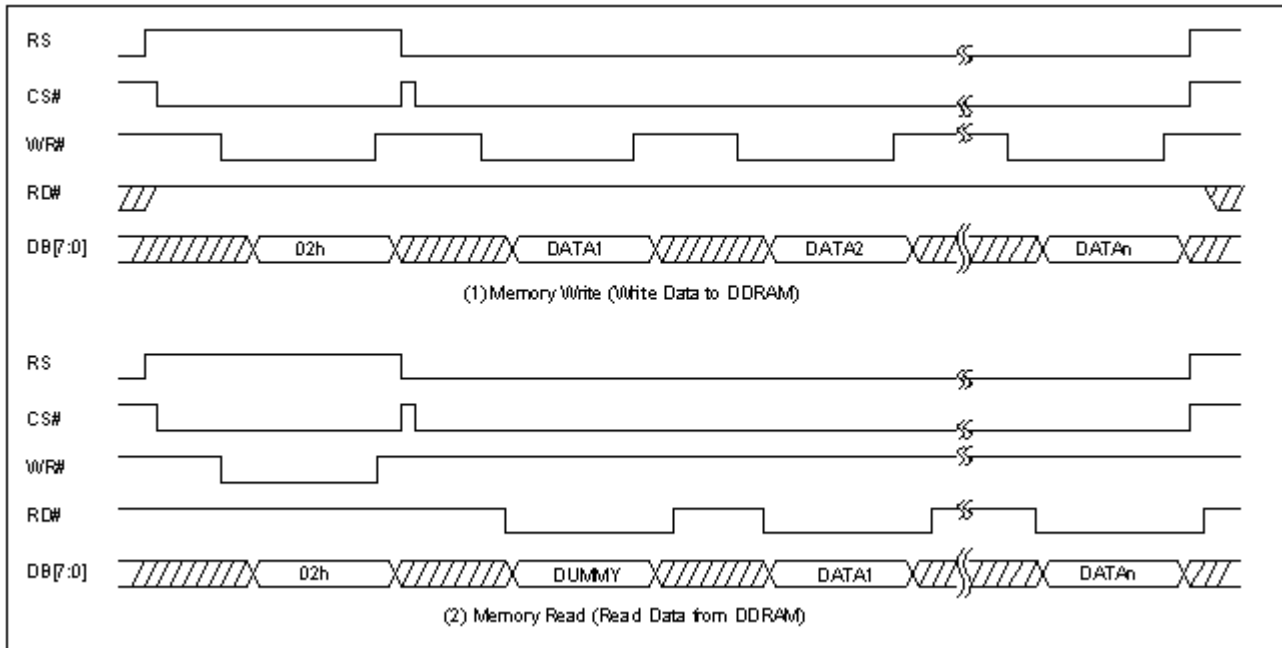 RS
CS#
WR#
RD#
DB[7:0] 02h DATA1 DATA2 DATAn
(1) Memory Write (Write Data to DDRAM)
RS
CS#
WR#
RD#
DB[7:0] 02h DUMMY DATA1 DATAn
(2) Memory Read (Read Data from DDRAM)